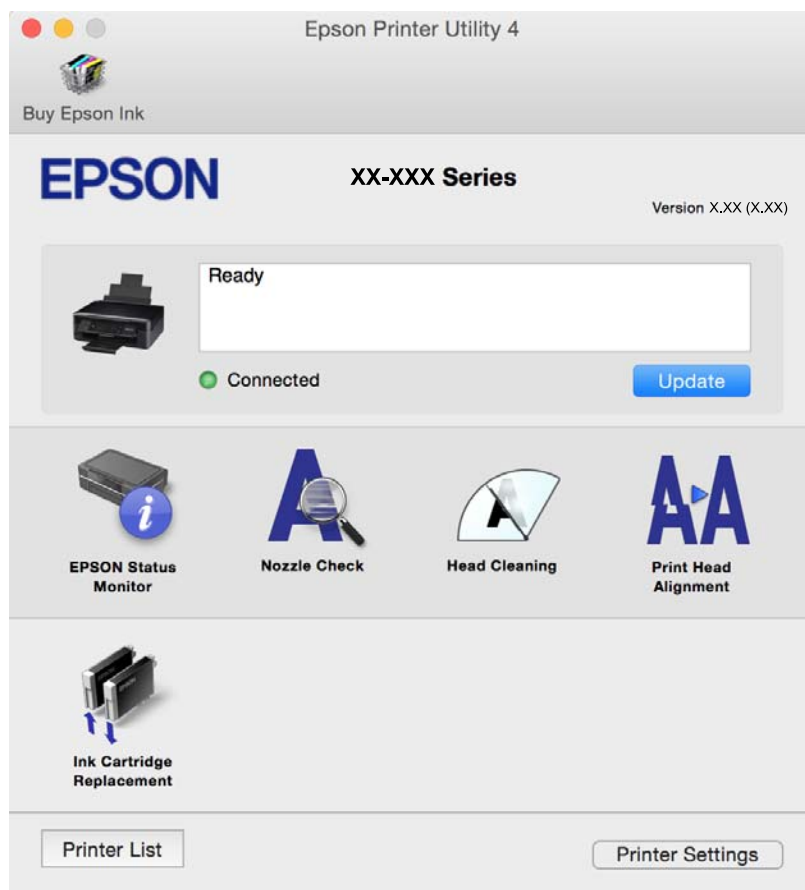 Epson Printer Utility 4
Buy Epson Ink
EPSON
XX-XXX Series
Version X.XX (X.XX)
Ready
Connected
Update
EPSON Status
Monitor
Nozzle Check
Head Cleaning
Print Head
Alignment
Ink Cartridge
Replacement
Printer List
Printer Settings